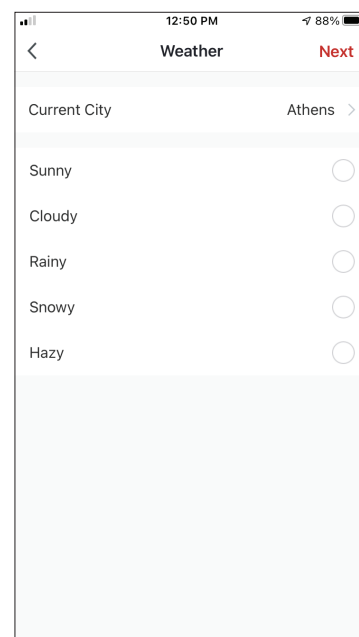 12:50 PM 88%
Weather Next
Current City Athens
Sunny
Cloudy
Rainy
Snowy
Hazy